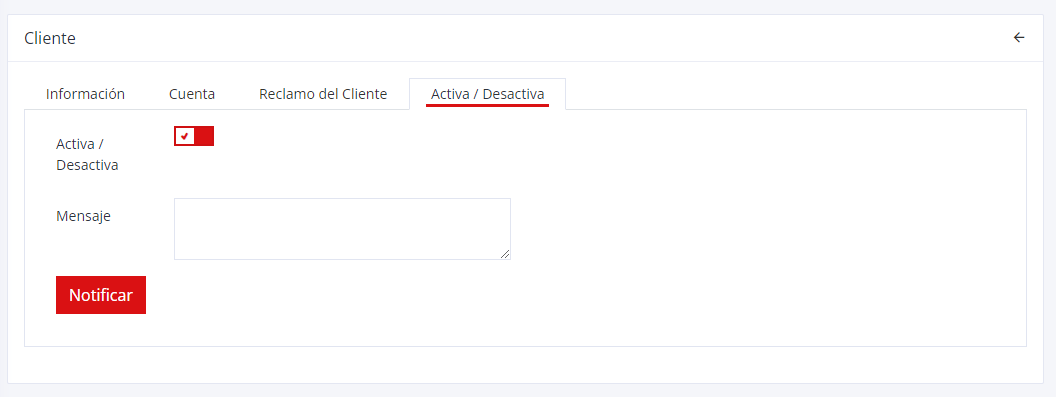 Cliente
Información
Cuenta
Reclamo del Cliente
Activa / Desactiva
Activa /
Desactiva
Mensaje
Notificar